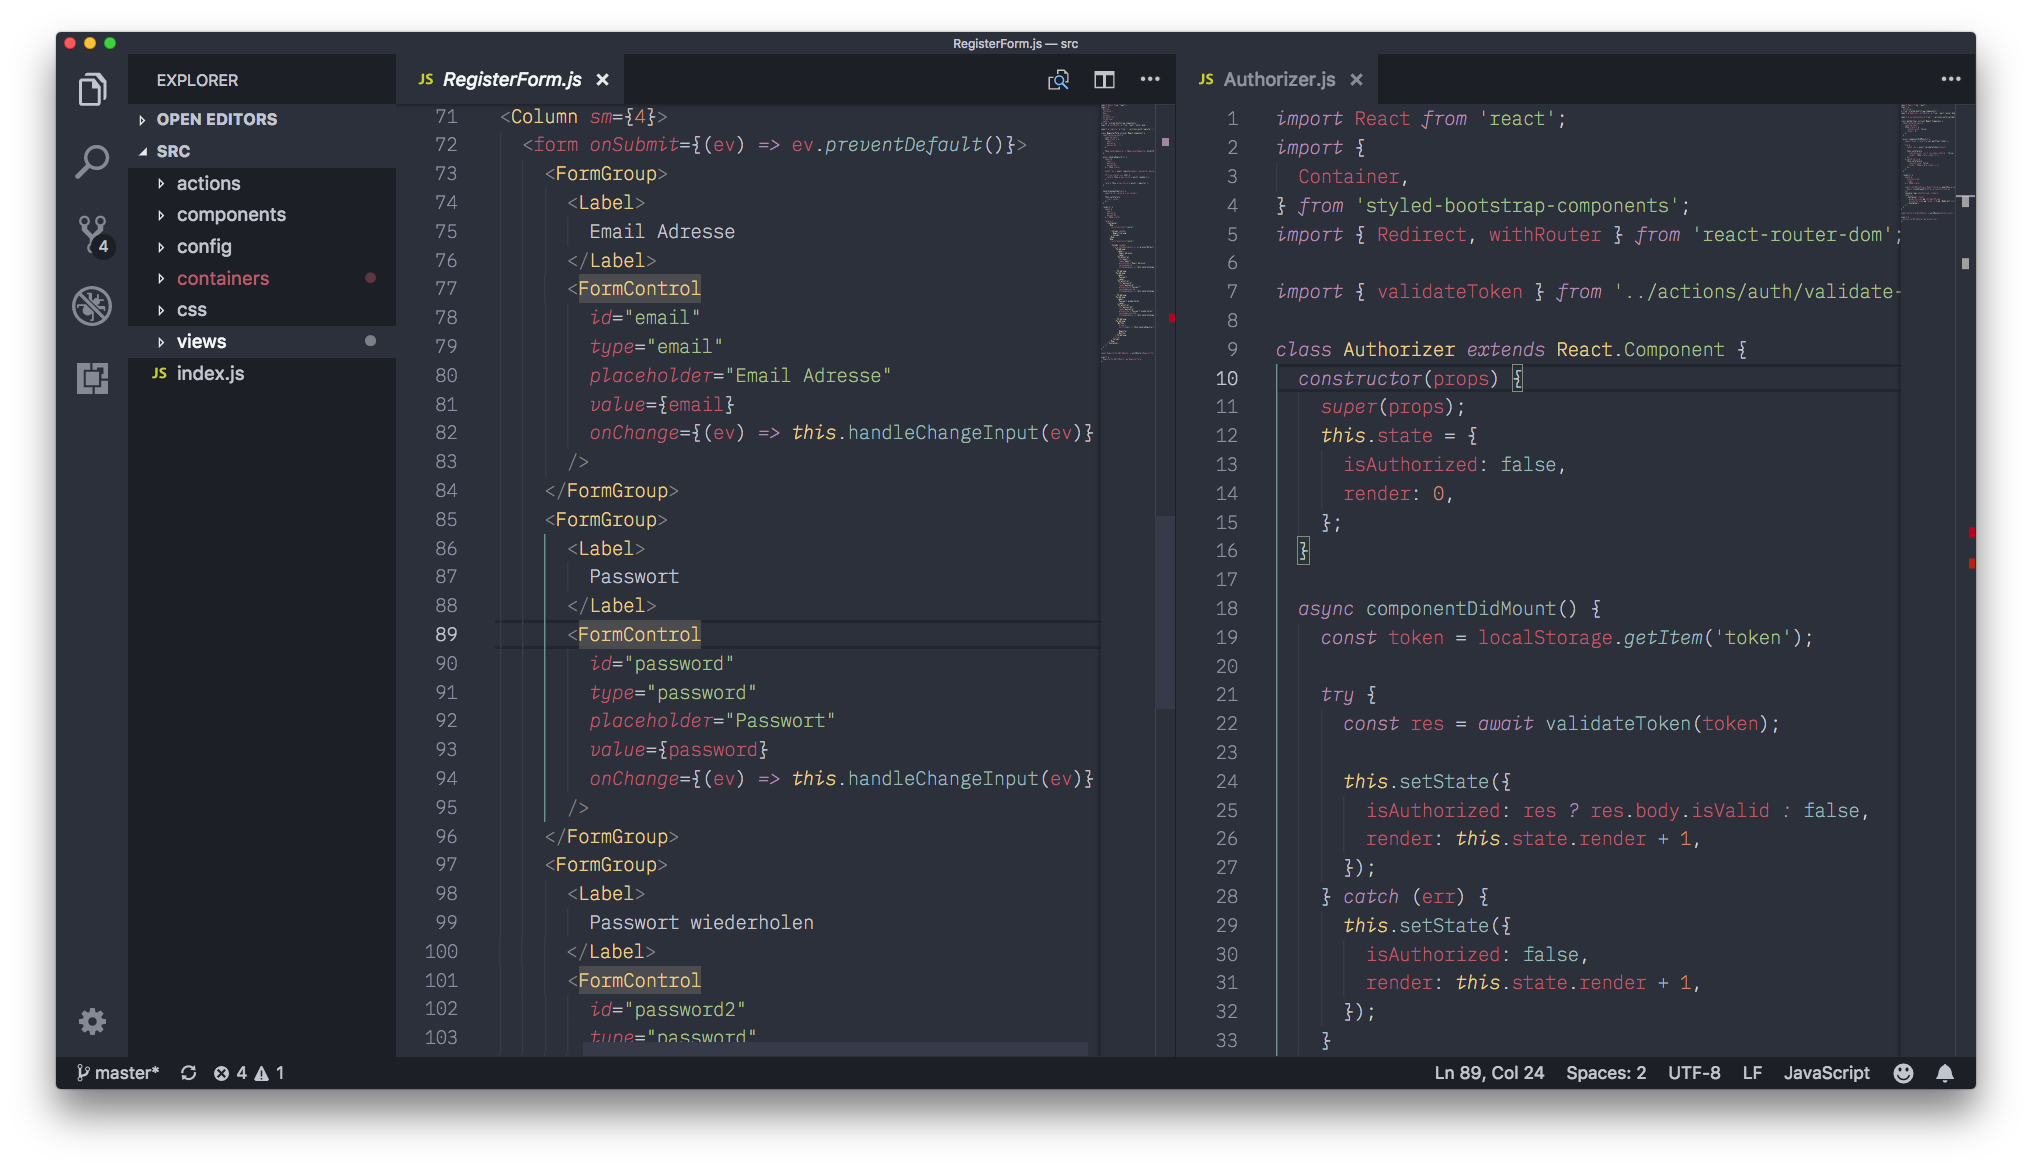 RegisterForm.js — src
EXPLORER
OPEN EDITORS
SRC
actions
components
config
containers
css
views
JS index.js
4
JS RegisterForm.js
71 <Column sm={4}>
72 <form onSubmit={(ev) => ev.preventDefault()}>
73 <FormGroup>
74 <Label>
75 Email Adresse
76 </Label>
77 <FormControl
78 id="email"
79 type="email"
80 placeholder="Email Adresse"
81 value={email}
82 onChange={(ev) => this.handleChangeInput(ev)}
83 />
84 </FormGroup>
85 <FormGroup>
86 <Label>
87 Passwort
88 </Label>
89 <FormControl
90 id="password"
91 type="password"
92 placeholder="Passwort"
93 value={password}
94 onChange={(ev) => this.handleChangeInput(ev)}
95 />
96 </FormGroup>
97 <FormGroup>
98 <Label>
99 Passwort wiederholen
100 </Label>
101 <FormControl
102 id="password2"
103 type="password"
JS Authorizer.js
1 import React from 'react';
2 import {
3 Container,
4 } from 'styled-bootstrap-components';
5 import { Redirect, withRouter } from 'react-router-dom';
6
7 import { validateToken } from '../actions/auth/validate-
8
9 class Authorizer extends React.Component {
10 constructor(props) {
11 super(props);
12 this.state = {
13 isAuthorized: false,
14 render: 0,
15 };
16 }
17
18 async componentDidMount() {
19 const token = localStorage.getItem('token');
20
21 try {
22 const res = await validateToken(token);
23
24 this.setState({
25 isAuthorized: res ? res.body.isValid : false,
26 render: this.state.render + 1,
27 });
28 } catch (err) {
29 this.setState({
30 isAuthorized: false,
31 render: this.state.render + 1,
32 });
33 }
master* 4 1 Ln 89, Col 24 Spaces: 2 UTF-8 LF JavaScript